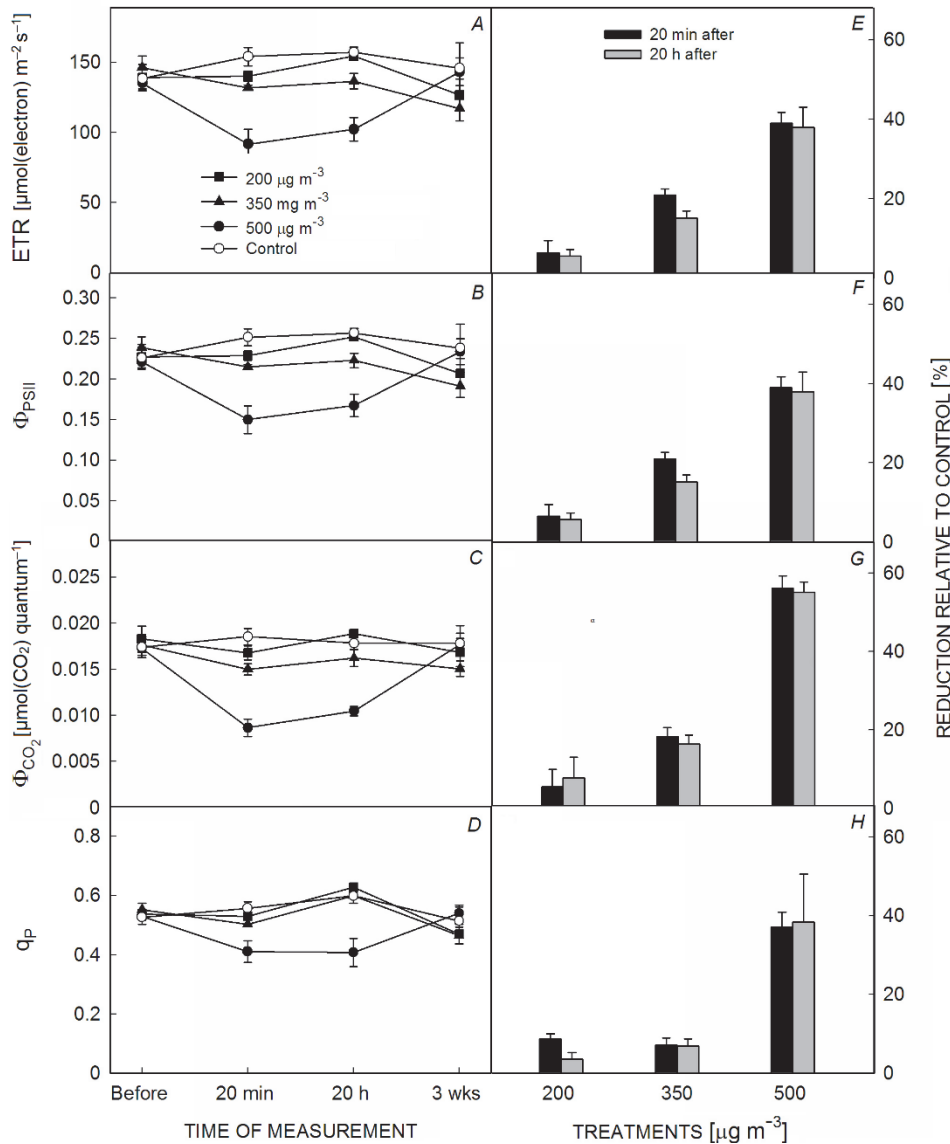 ETR [µmol(electron) m⁻² s⁻¹]
150
100
50
0
A
200 µg m⁻³
350 mg m⁻³
500 µg m⁻³
Control
E
20 min after
20 h after
60
40
20
0
Φ_PSII
0.30
0.25
0.20
0.15
0.10
0.05
0
B
F
60
40
20
0
Φ_CO₂ [µmol(CO₂) quantum⁻¹]
0.025
0.020
0.015
0.010
0.005
0
C
G
60
40
20
0
qP
0.8
0.6
0.4
0.2
0
D
H
60
40
20
0
REDUCTION RELATIVE TO CONTROL [%]
Before 20 min 20 h 3 wks
200 350 500
TIME OF MEASUREMENT
TREATMENTS [µg m⁻³]